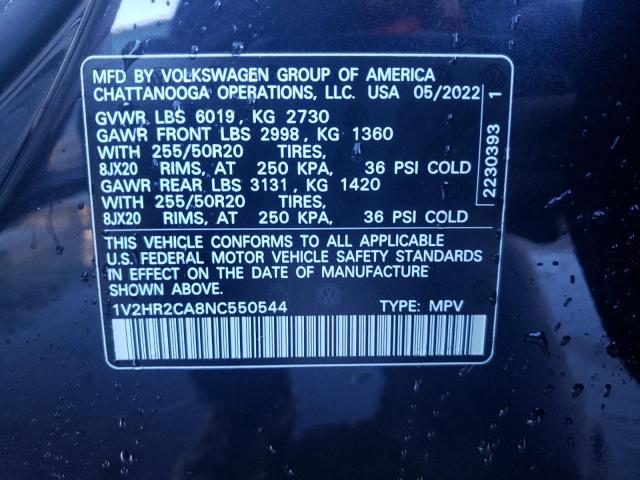 MFD BY VOLKSWAGEN GROUP OF AMERICA
CHATTANOOGA OPERATIONS, LLC. USA 05/2022
GVWR LBS 6019, KG 2730
GAWR FRONT LBS 2998, KG 1360
WITH 255/50R20 TIRES,
8JX20 RIMS, AT 250 KPA, 36 PSI COLD
GAWR REAR LBS 3131, KG 1420
WITH 255/50R20 TIRES,
8JX20 RIMS, AT 250 KPA, 36 PSI COLD
2230393 1
THIS VEHICLE CONFORMS TO ALL APPLICABLE
U.S. FEDERAL MOTOR VEHICLE SAFETY STANDARDS
IN EFFECT ON THE DATE OF MANUFACTURE
SHOWN ABOVE.
1V2HR2CA8NC550544 TYPE: MPV